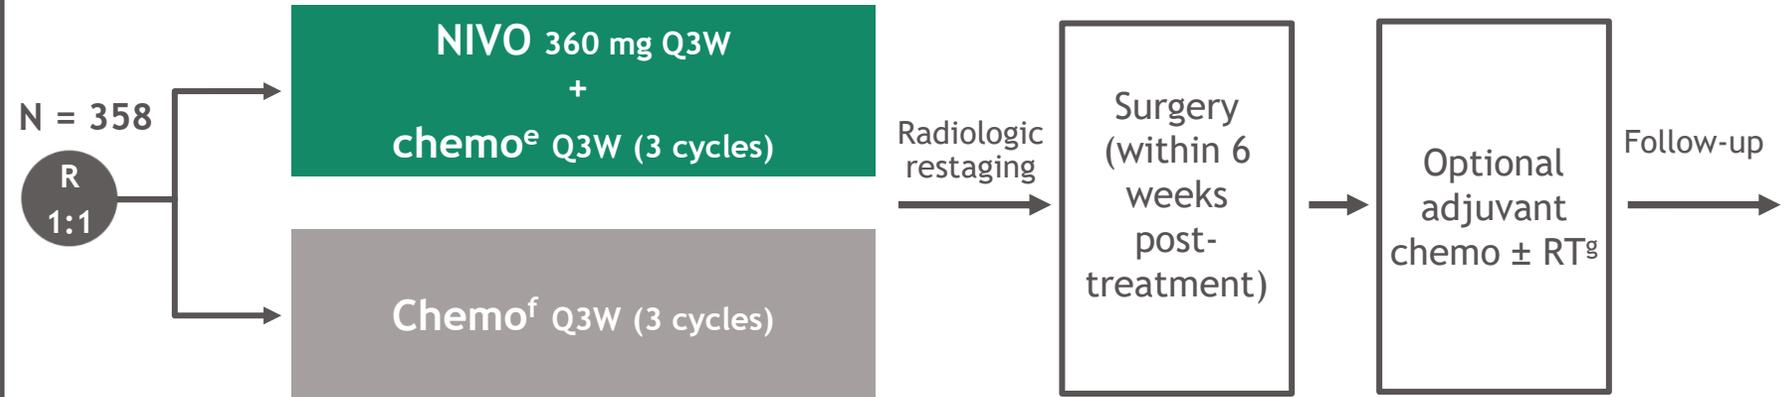 N = 358
R
1:1
NIVO 360 mg Q3W
+
chemoᵉ Q3W (3 cycles)
Chemoᶠ Q3W (3 cycles)
Radiologic
restaging
Surgery
(within 6
weeks
post-
treatment)
Optional
adjuvant
chemo ± RTᵍ
Follow-up